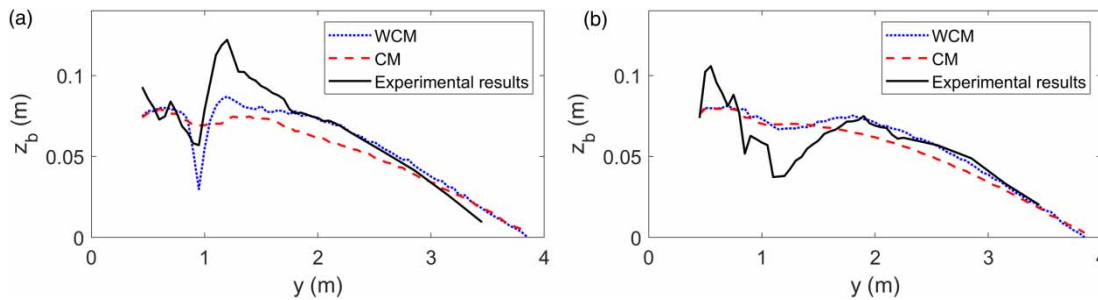 (a)
WCM
CM
Experimental results
0.1
0.05
0
z_b (m)
0 1 2 3 4
y (m)
(b)
WCM
CM
Experimental results
0.1
0.05
0
z_b (m)
0 1 2 3 4
y (m)